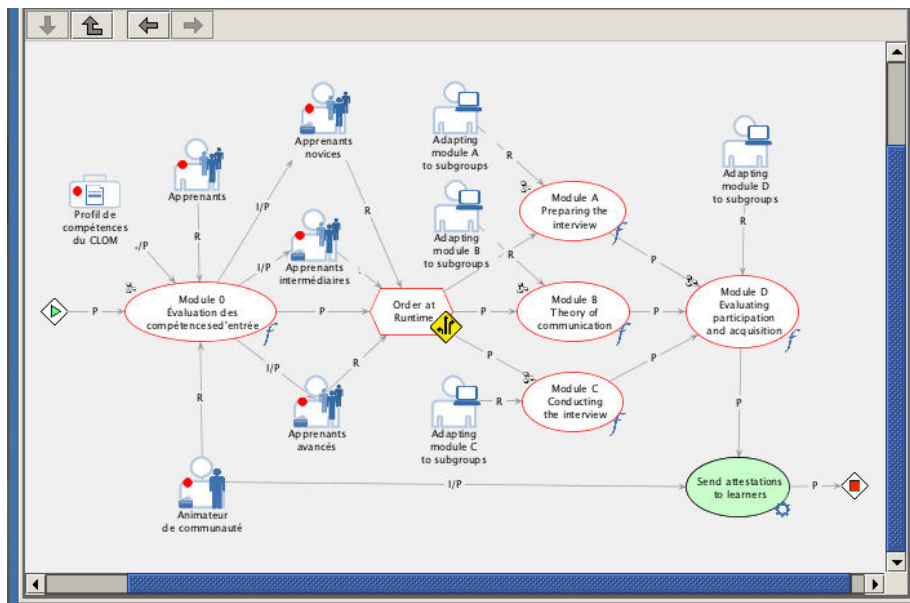 Apprenants
novices
Adapting
module A
to subgroups
Adapting
module D
to subgroups
Apprenants
Profil de
compétences
du CLOM
I/P
R
R
R
Module A
Preparing the
interview
./P
R
I/P
Apprenants
intermédiaires
Adapting
module B
to subgroups
R
R
P
P
Module 0
Évaluation des
compétencesed'entrée
P
Order at
Runtime
P
Module B
Theory of
communication
P
Module D
Evaluating
participation
and acquisition
I/P
R
P
P
Module C
Conducting
the interview
R
Apprenants
avancés
Adapting
module C
to subgroups
R
P
Animateur
de communauté
I/P
Send attestations
to learners
P